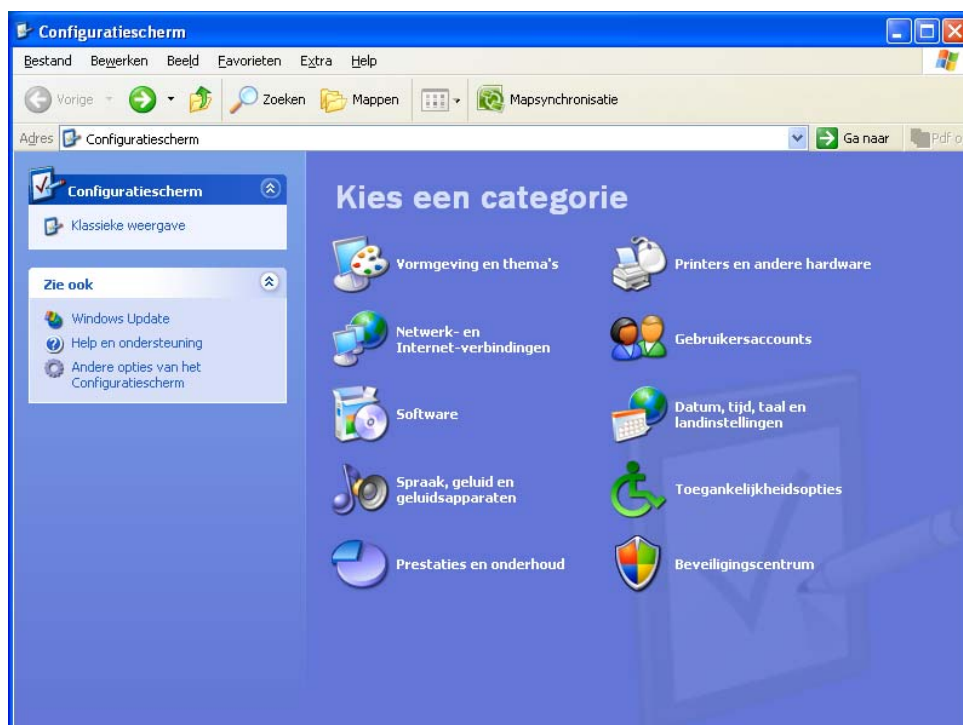 Configuratiescherm
Bestand Bewerken Beeld Favorieten Extra Help
Vorige Zoeken Mappen Mapsynchronisatie
Adres Configuratiescherm Ga naar Pdf
Configuratiescherm
Klassieke weergave
Zie ook
Windows Update
Help en ondersteuning
Andere opties van het
Configuratiescherm
Kies een categorie
Vormgeving en thema's
Printers en andere hardware
Netwerk- en
Internet-verbindingen
Gebruikersaccounts
Software
Datum, tijd, taal en
landinstellingen
Spraak, geluid en
geluidsapparaten
Toegankelijkheidsopties
Prestaties en onderhoud
Beveiligingscentrum